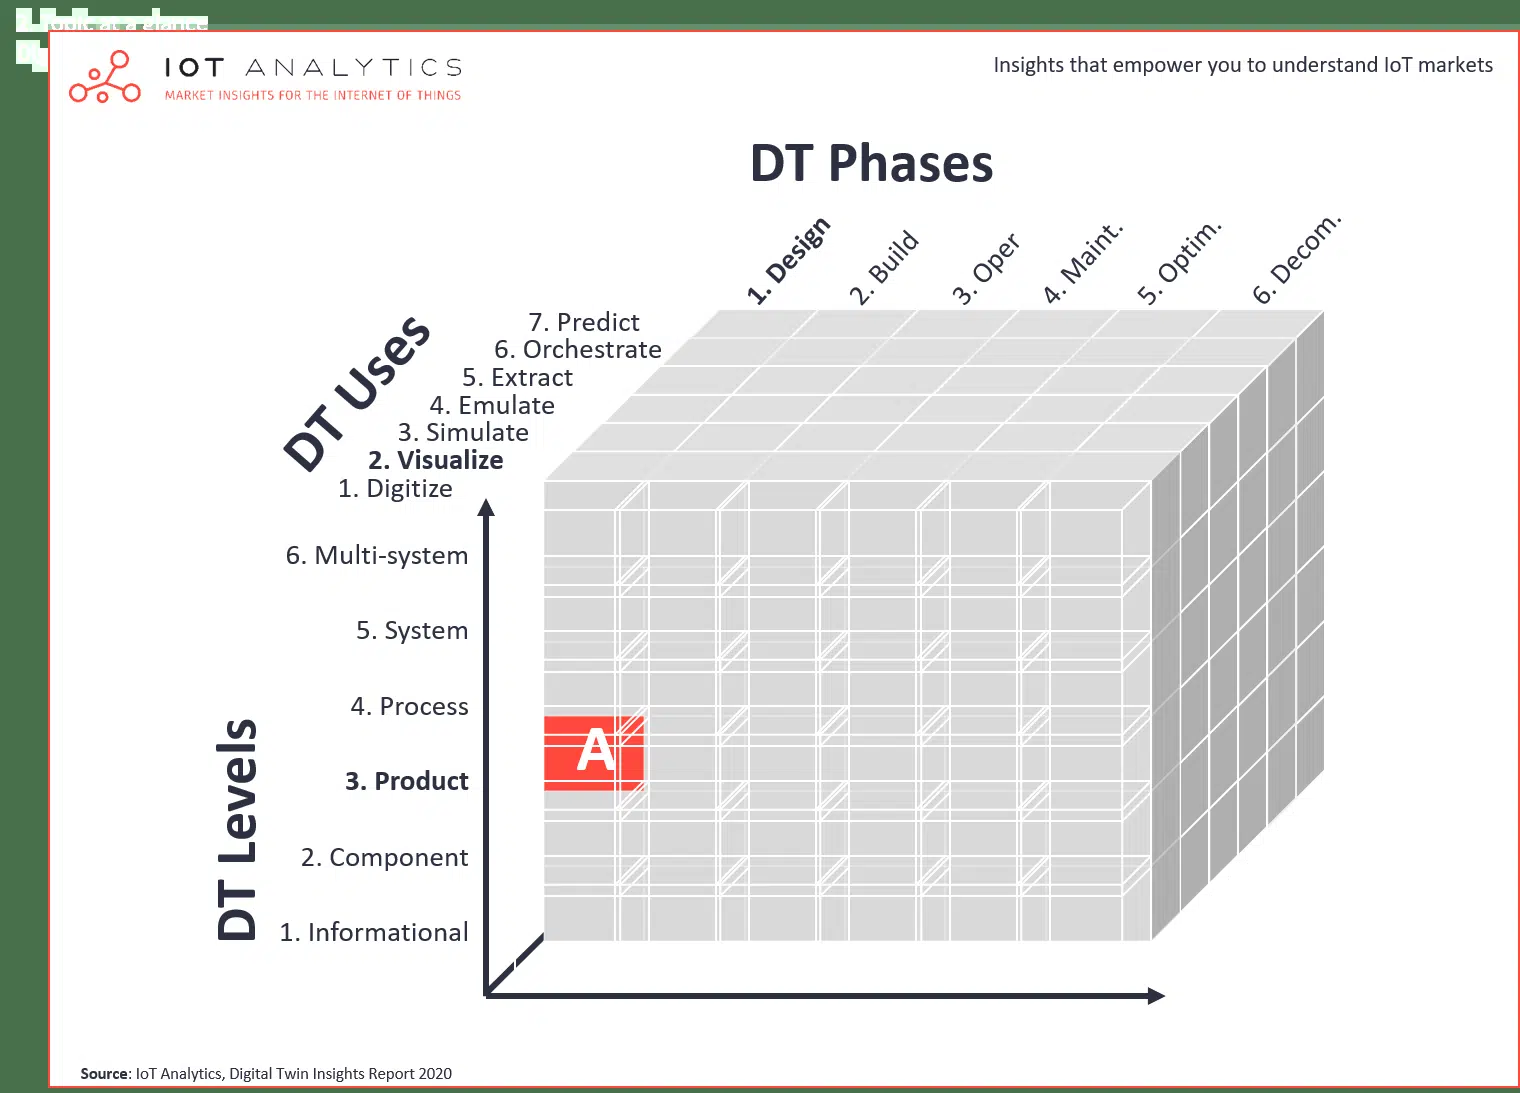 IOT ANALYTICS
MARKET INSIGHTS FOR THE INTERNET OF THINGS
Insights that empower you to understand IoT markets
DT Phases
1. Design
2. Build
3. Oper
4. Maint.
5. Optim.
6. Decom.
DT Uses
7. Predict
6. Orchestrate
5. Extract
4. Emulate
3. Simulate
2. Visualize
1. Digitize
DT Levels
6. Multi-system
5. System
4. Process
3. Product
2. Component
1. Informational
A
Source: IoT Analytics, Digital Twin Insights Report 2020